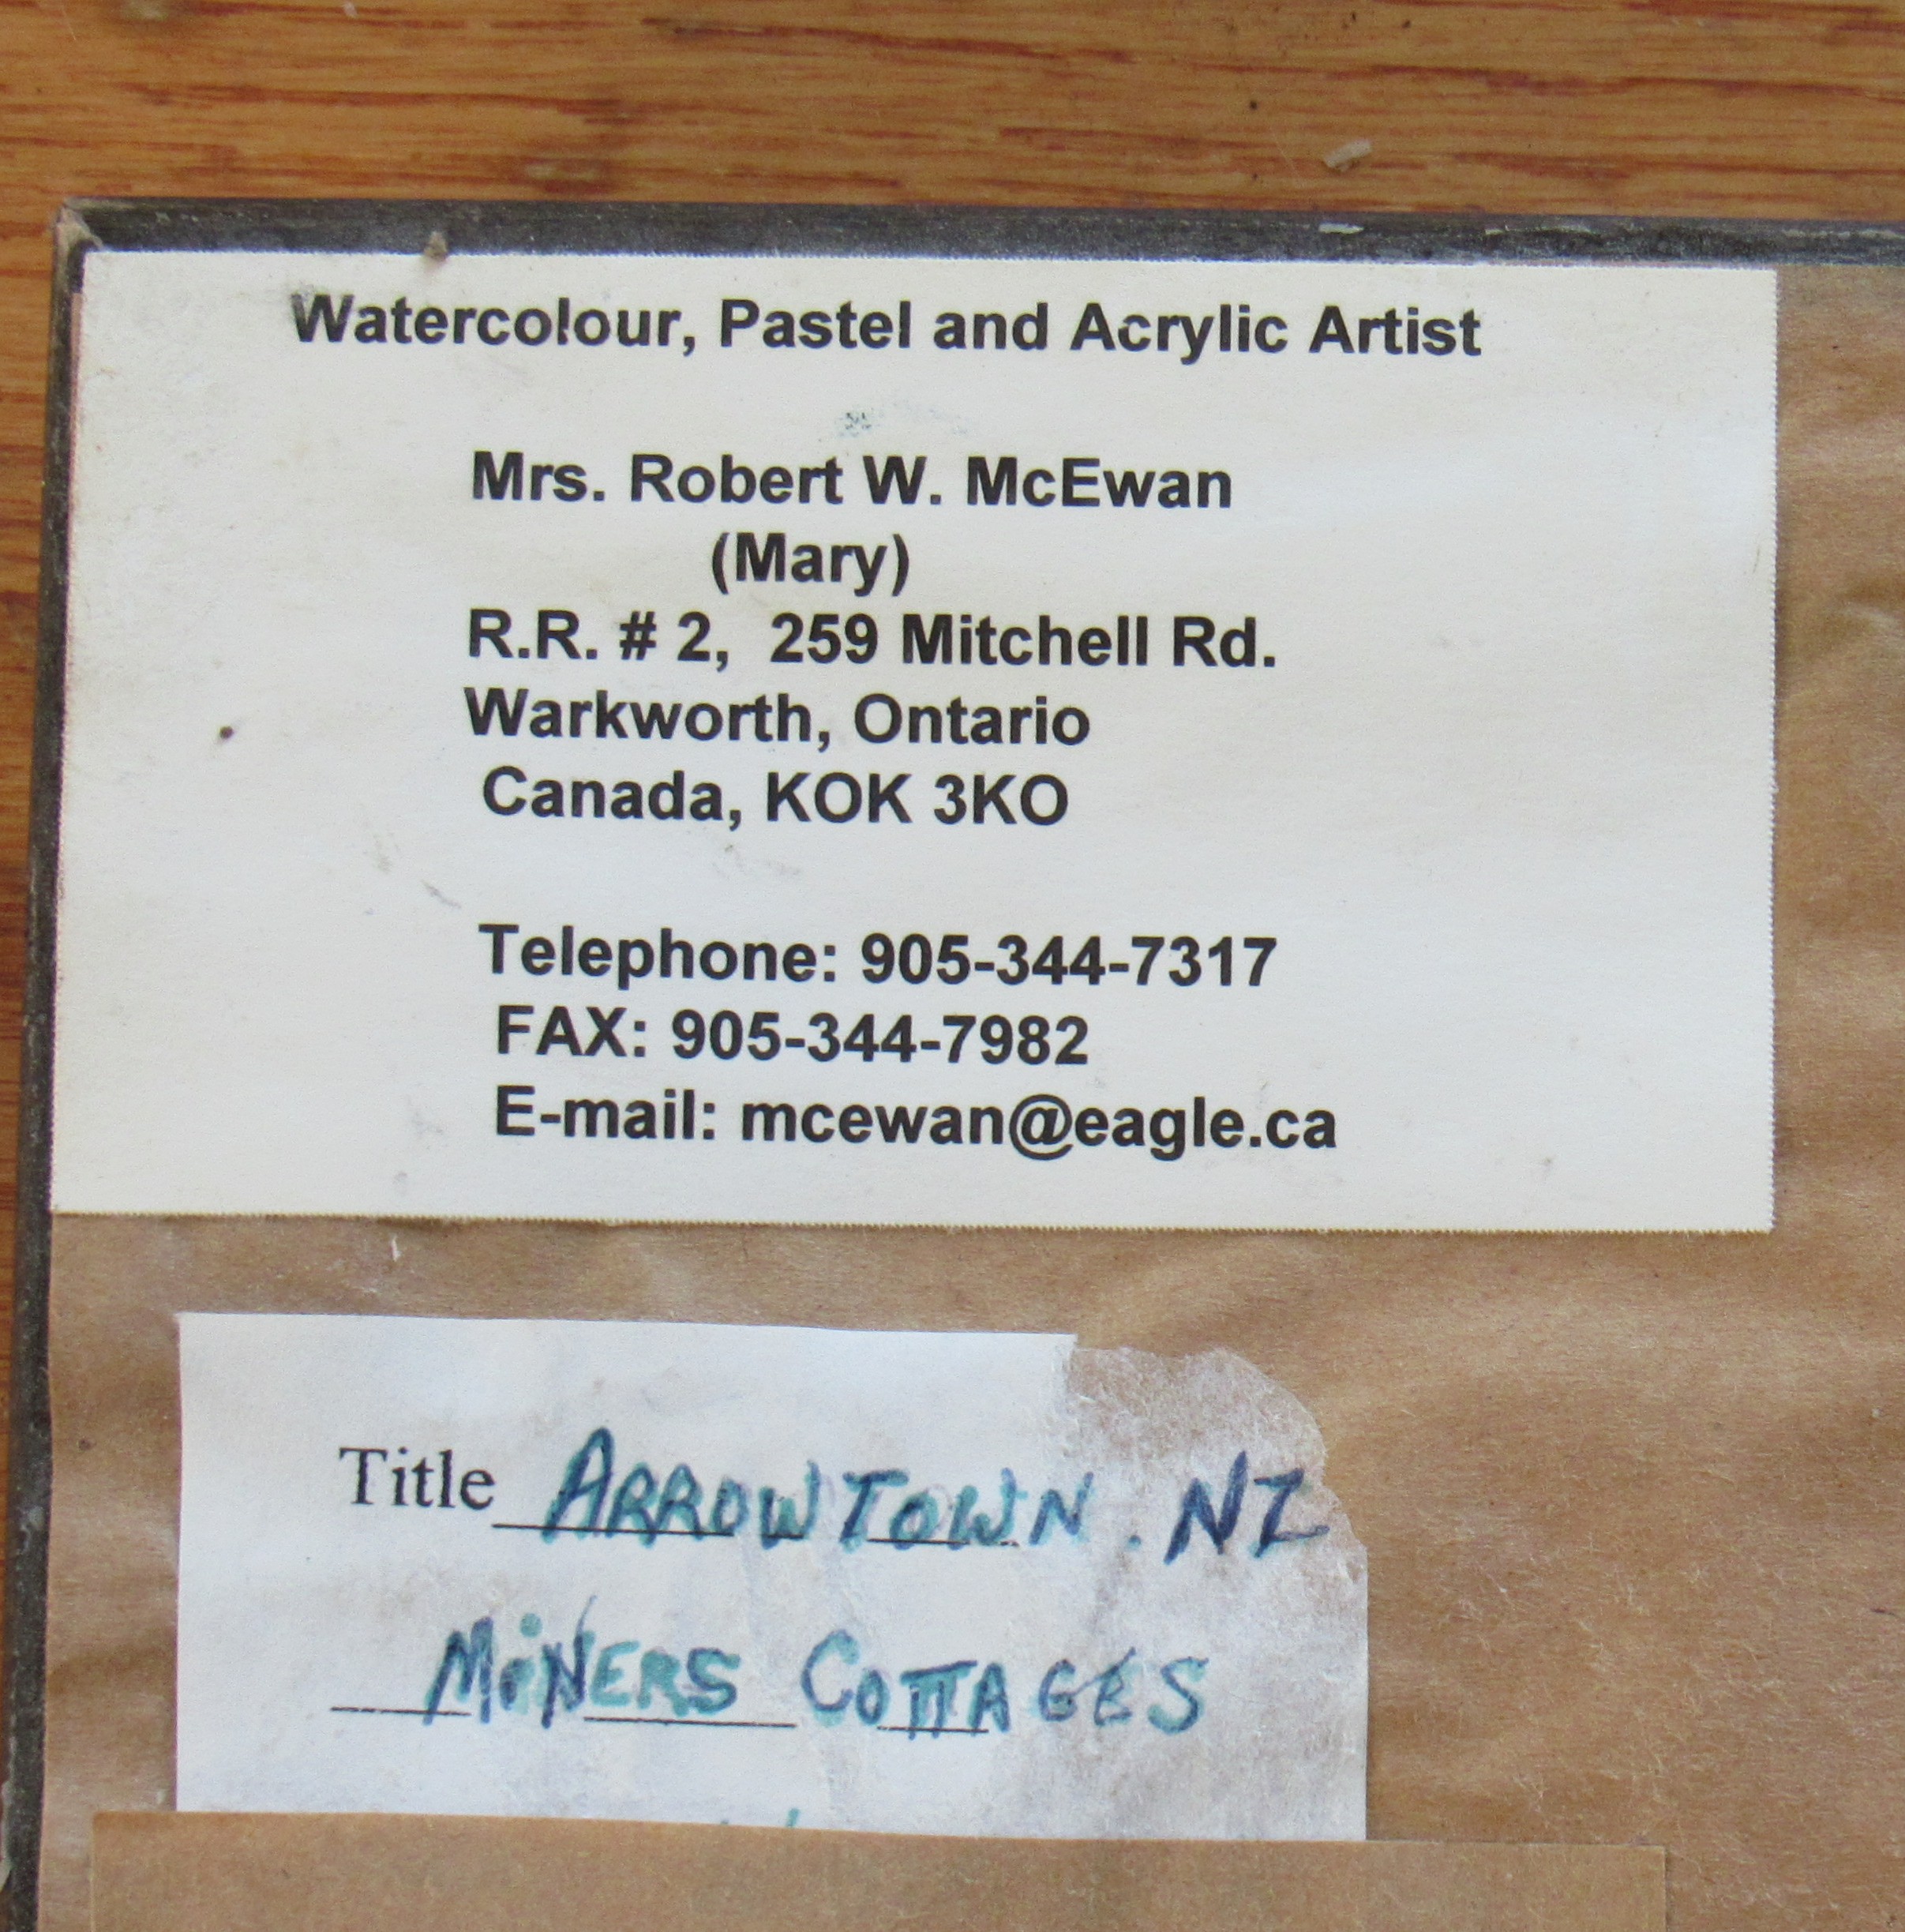 Watercolour, Pastel and Acrylic Artist
Mrs. Robert W. McEwan
(Mary)
R.R. # 2, 259 Mitchell Rd.
Warkworth, Ontario
Canada, KOK 3KO
Telephone: 905-344-7317
FAX: 905-344-7982
E-mail: mcewan@eagle.ca
Title ARROWTOWN. NZ
MiNERS COTTAGES